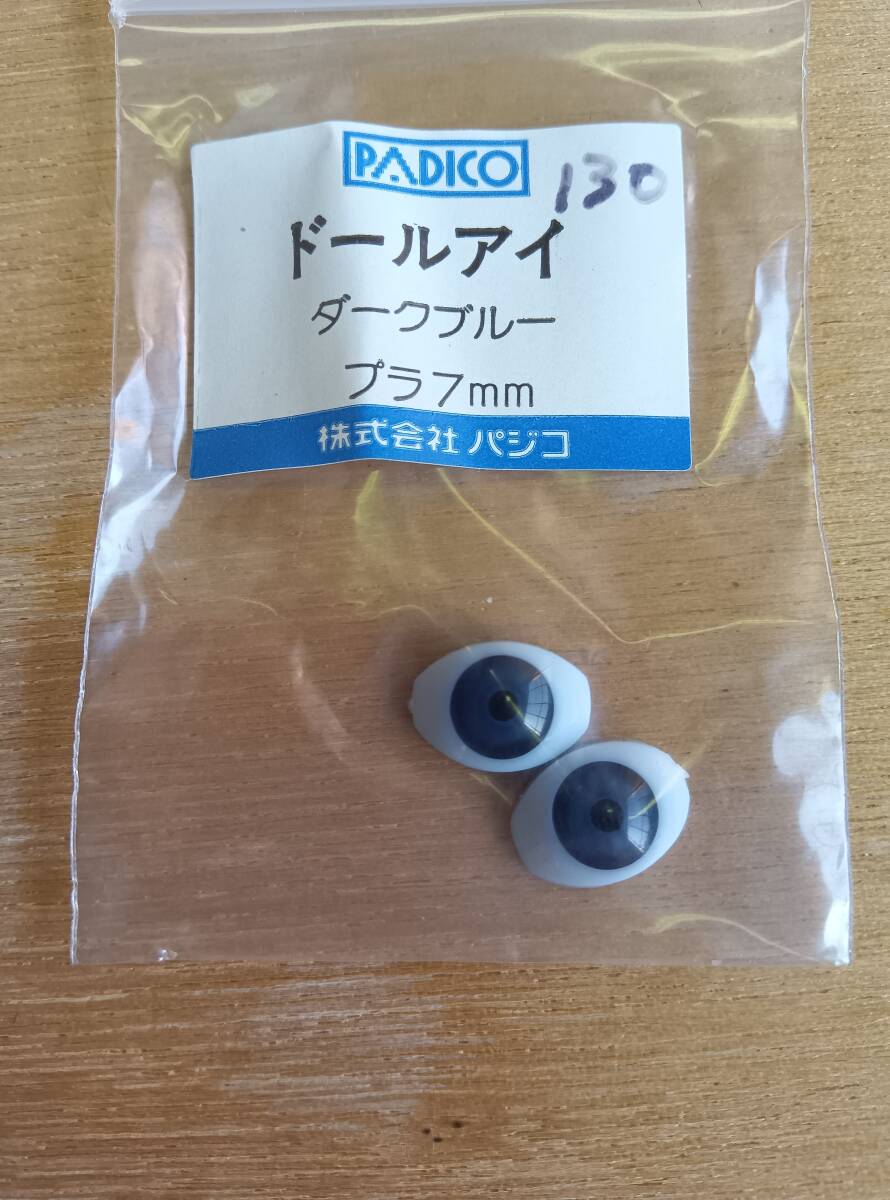 PADICO
130
ドールアイ
ダークブルー
プラ7mm
株式会社 パジコ